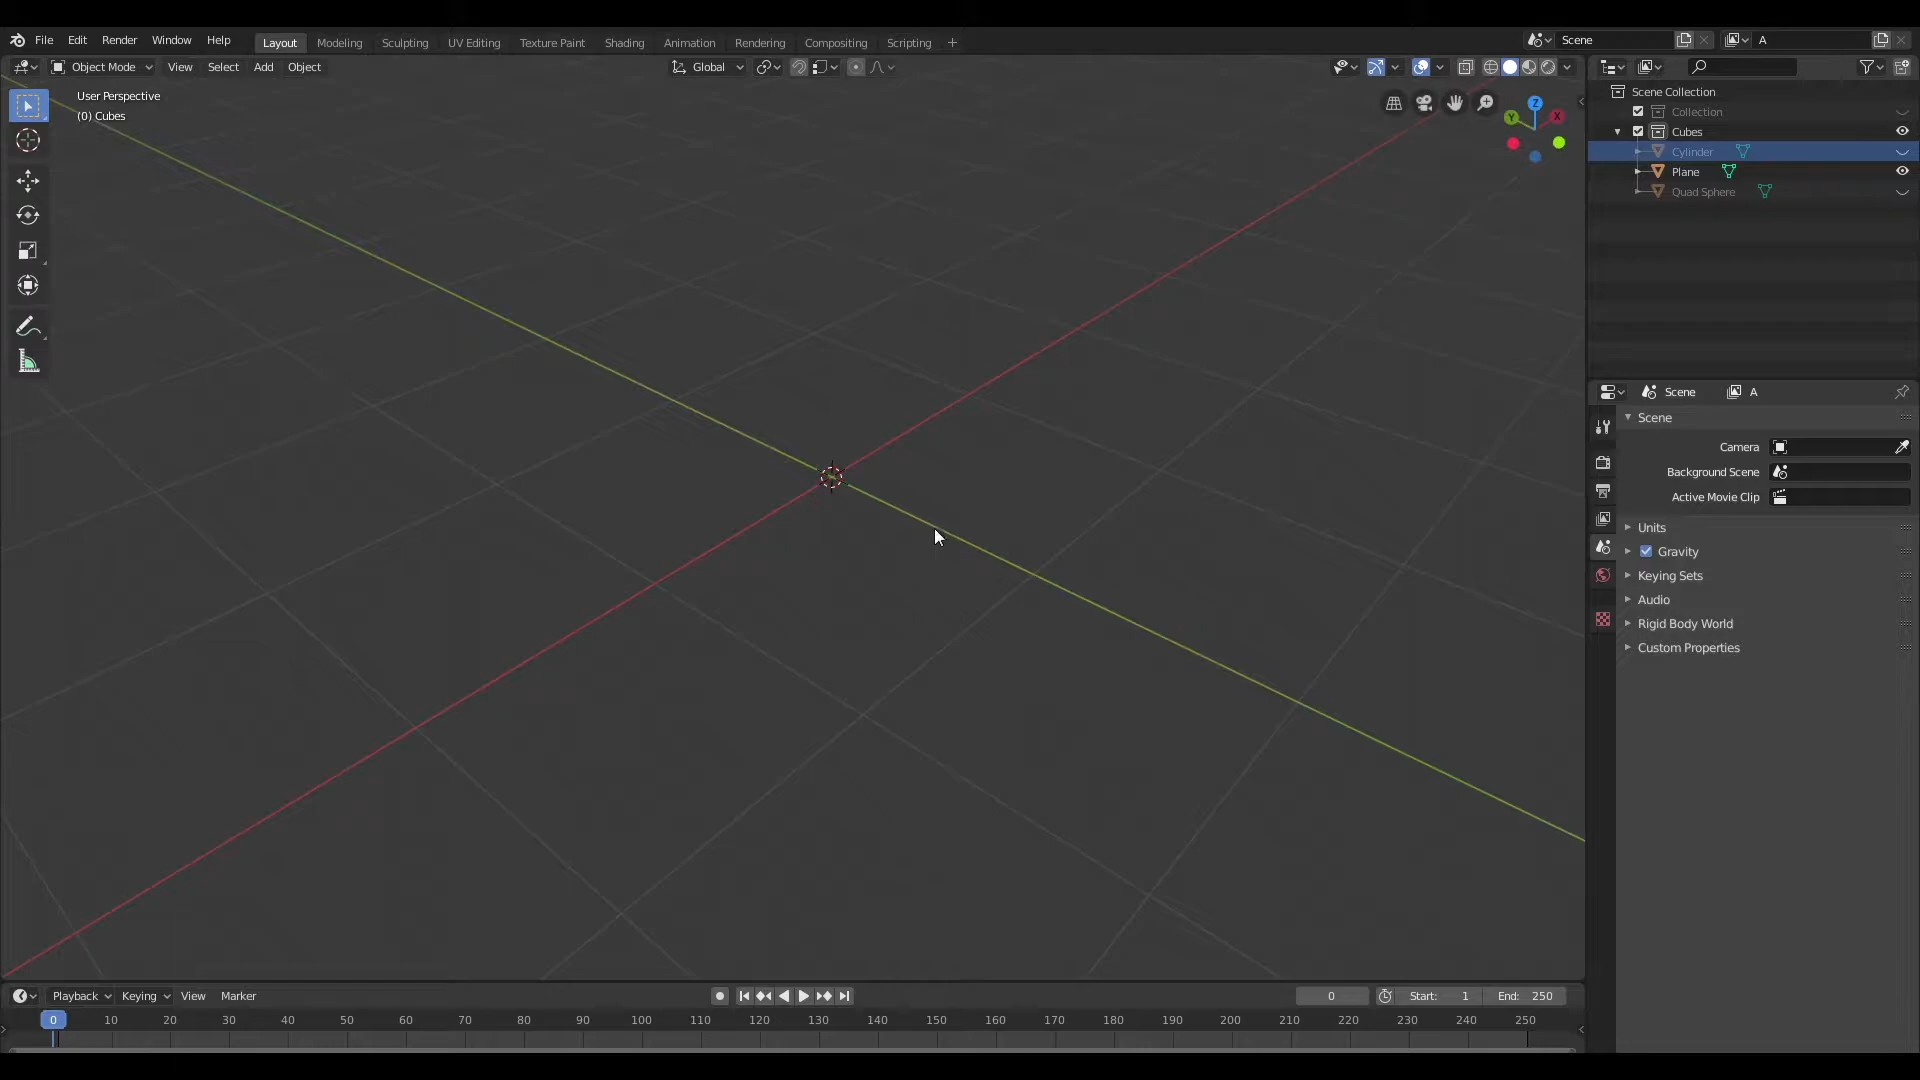 File Edit Render Window Help Layout Modeling Sculpting UV Editing Texture Paint Shading Animation Rendering Compositing Scripting + Scene A
Object Mode View Select Add Object Global
User Perspective
(0) Cubes
Z
Y X
Scene Collection
Collection
Cubes
Cylinder
Plane
Quad Sphere
Scene A
Scene
Camera
Background Scene
Active Movie Clip
Units
Gravity
Keying Sets
Audio
Rigid Body World
Custom Properties
Playback Keying View Marker 0 Start: 1 End: 250
0 10 20 30 40 50 60 70 80 90 100 110 120 130 140 150 160 170 180 190 200 210 220 230 240 250